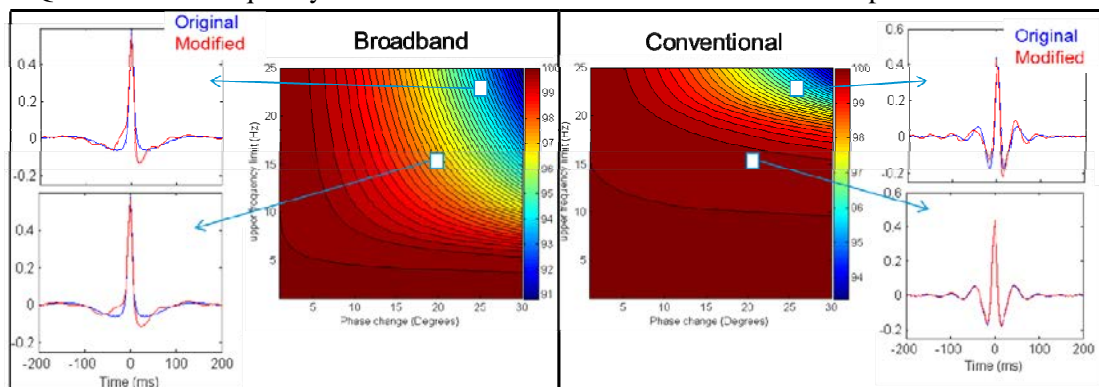 Original
Modified
Broadband
Conventional
Original
Modified
0.4
0.2
0
-0.2
0.4
0.2
0
-0.2
-200 -100 0 100 200
Time (ms)
upper frequency limit (Hz)
25
20
15
10
5
5 10 15 20 25 30
Phase change (Degrees)
100
99
98
97
96
95
94
93
92
91
upper frequency limit (Hz)
25
20
15
10
5
5 10 15 20 25 30
Phase change (Degrees)
100
99
98
97
96
95
94
0.6
0.4
0.2
0
-0.2
0.6
0.4
0.2
0
-0.2
-200 -100 0 100 200
Time (ms)